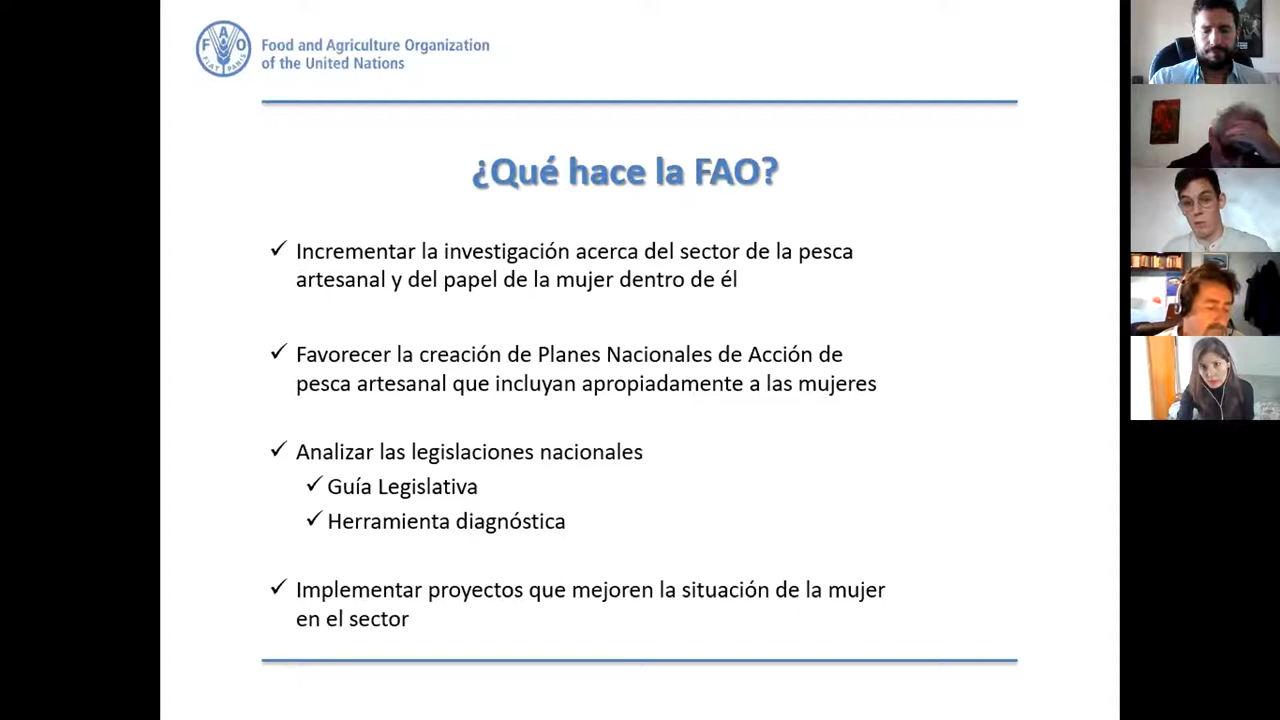 F A O
FIAT PANIS
Food and Agriculture Organization
of the United Nations
¿Qué hace la FAO?
✓ Incrementar la investigación acerca del sector de la pesca
artesanal y del papel de la mujer dentro de él
✓ Favorecer la creación de Planes Nacionales de Acción de
pesca artesanal que incluyan apropiadamente a las mujeres
✓ Analizar las legislaciones nacionales
✓ Guía Legislativa
✓ Herramienta diagnóstica
✓ Implementar proyectos que mejoren la situación de la mujer
en el sector